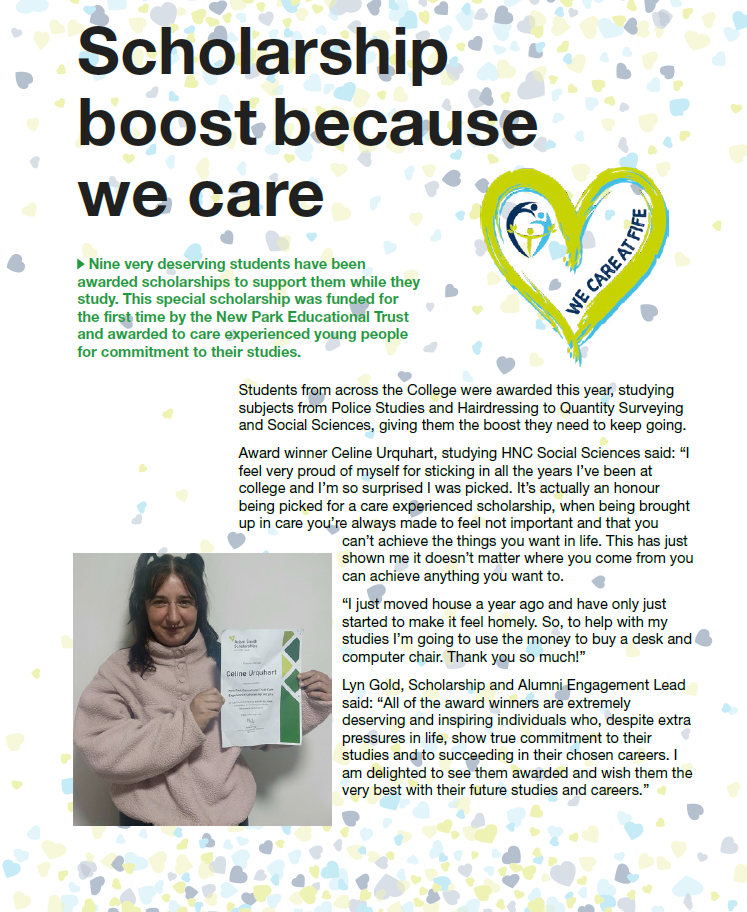 Scholarship
boost because
we care
WE CARE AT FIFE
Nine very deserving students have been
awarded scholarships to support them while they
study. This special scholarship was funded for
the first time by the New Park Educational Trust
and awarded to care experienced young people
for commitment to their studies.
Students from across the College were awarded this year, studying
subjects from Police Studies and Hairdressing to Quantity Surveying
and Social Sciences, giving them the boost they need to keep going.
Award winner Celine Urquhart, studying HNC Social Sciences said: “I
feel very proud of myself for sticking in all the years I’ve been at
college and I’m so surprised I was picked. It’s actually an honour
being picked for a care experienced scholarship, when being brought
up in care you’re always made to feel not important and that you
can’t achieve the things you want in life. This has just
shown me it doesn’t matter where you come from you
can achieve anything you want to.
“I just moved house a year ago and have only just
started to make it feel homely. So, to help with my
studies I’m going to use the money to buy a desk and
computer chair. Thank you so much!”
Lyn Gold, Scholarship and Alumni Engagement Lead
said: “All of the award winners are extremely
deserving and inspiring individuals who, despite extra
pressures in life, show true commitment to their
studies and to succeeding in their chosen careers. I
am delighted to see them awarded and wish them the
very best with their future studies and careers.”
Adam Smith
Scholarships
Celine Urquhart